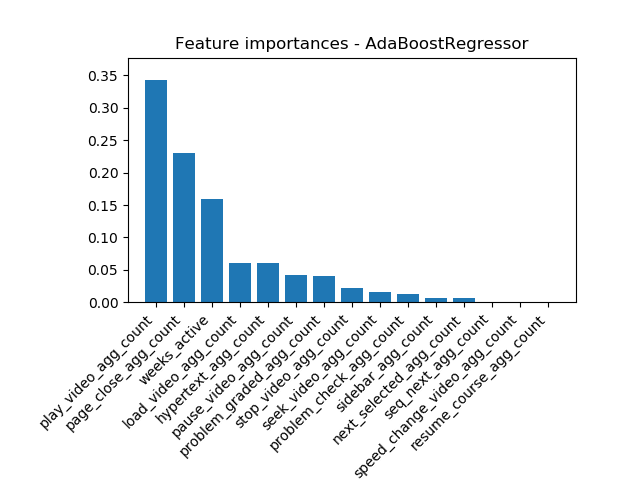 Feature importances - AdaBoostRegressor
0.35
0.30
0.25
0.20
0.15
0.10
0.05
0.00
play_video_agg_count
page_close_agg_count
weeks_active
load_video_agg_count
hypertext_agg_count
pause_video_agg_count
problem_graded_agg_count
stop_video_agg_count
seek_video_agg_count
problem_check_agg_count
sidebar_agg_count
next_selected_agg_count
seq_next_agg_count
speed_change_video_agg_count
resume_course_agg_count